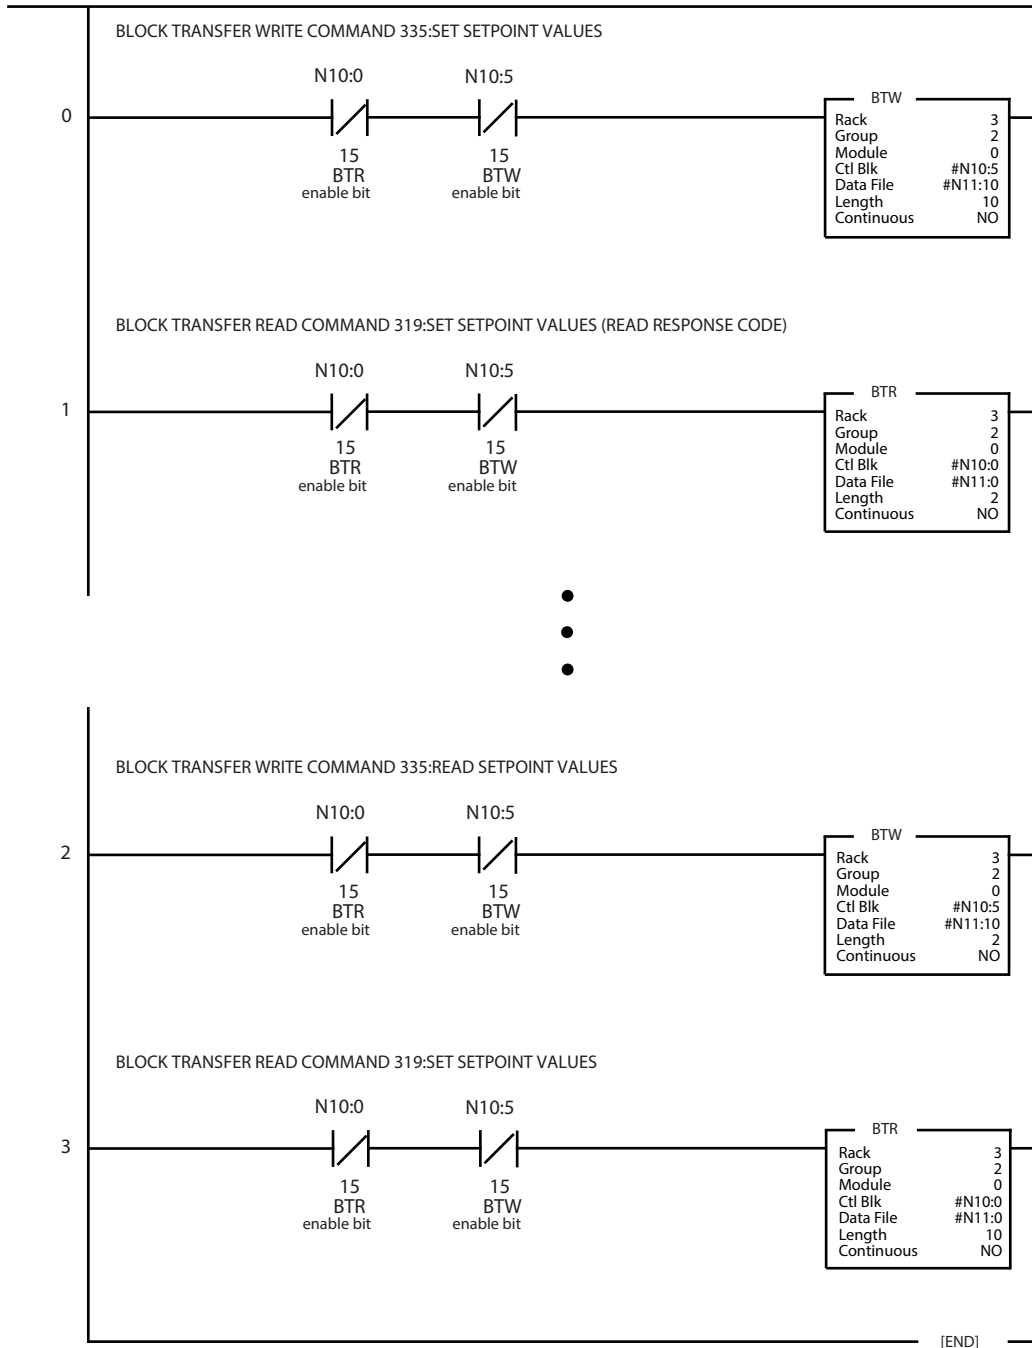 BLOCK TRANSFER WRITE COMMAND 335:SET SETPOINT VALUES
N10:0 N10:5
0
15 15
BTR BTW
enable bit enable bit
BTW
Rack 3
Group 2
Module 0
Ctl Blk #N10:5
Data File #N11:10
Length 10
Continuous NO
BLOCK TRANSFER READ COMMAND 319:SET SETPOINT VALUES (READ RESPONSE CODE)
N10:0 N10:5
1
15 15
BTR BTW
enable bit enable bit
BTR
Rack 3
Group 2
Module 0
Ctl Blk #N10:0
Data File #N11:0
Length 2
Continuous NO
BLOCK TRANSFER WRITE COMMAND 335:READ SETPOINT VALUES
N10:0 N10:5
2
15 15
BTR BTW
enable bit enable bit
BTW
Rack 3
Group 2
Module 0
Ctl Blk #N10:5
Data File #N11:10
Length 2
Continuous NO
BLOCK TRANSFER READ COMMAND 319:SET SETPOINT VALUES
N10:0 N10:5
3
15 15
BTR BTW
enable bit enable bit
BTR
Rack 3
Group 2
Module 0
Ctl Blk #N10:0
Data File #N11:0
Length 10
Continuous NO
[END]